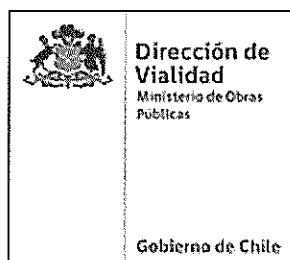 Dirección de
Vialidad
Ministerio de Obras
Públicas
Gobierno de Chile